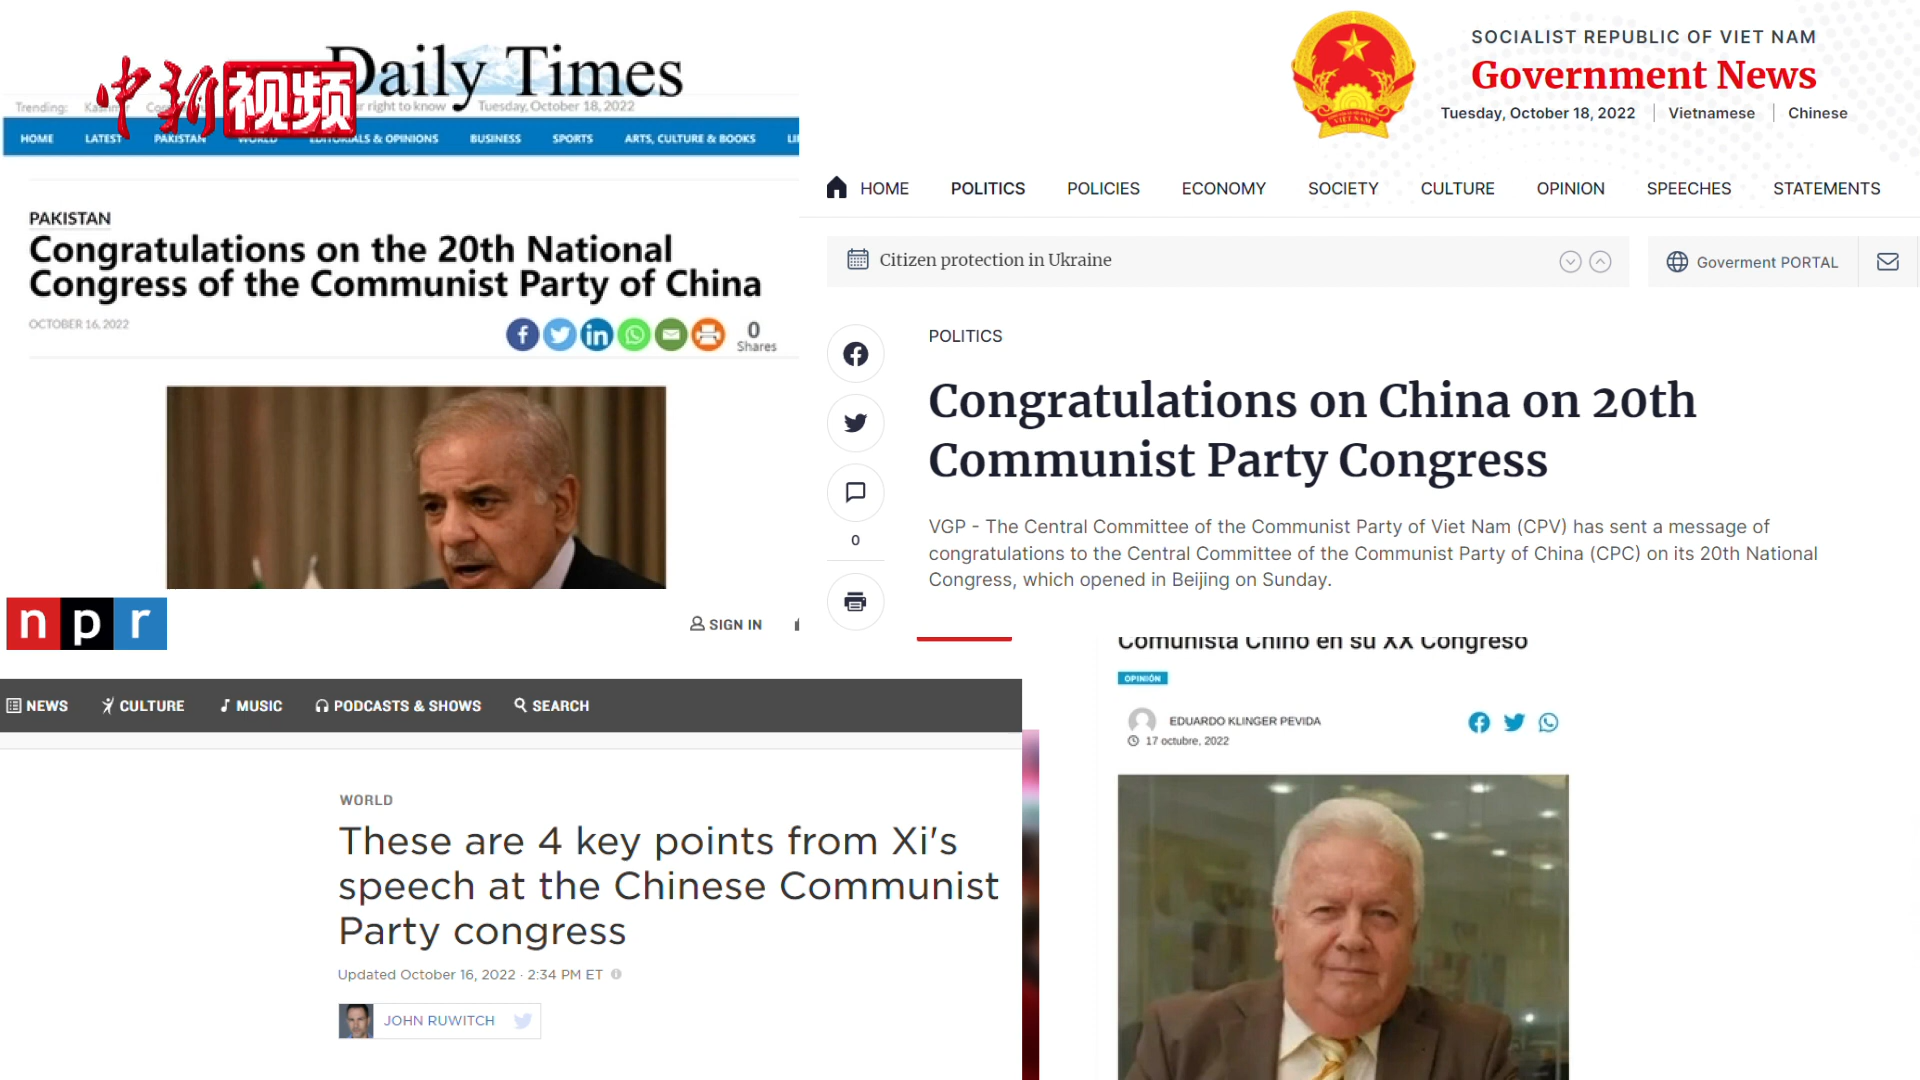 中新视频
Daily Times
Trending:
r right to know
Tuesday, October 18, 2022
HOME LATEST PAKISTAN WORLD EDITORIALS & OPINIONS BUSINESS SPORTS ARTS, CULTURE & BOOKS
PAKISTAN
Congratulations on the 20th National
Congress of the Communist Party of China
OCTOBER 16, 2022
0
Shares
SOCIALIST REPUBLIC OF VIET NAM
Government News
Tuesday, October 18, 2022 Vietnamese Chinese
VIET NAM
HOME POLITICS POLICIES ECONOMY SOCIETY CULTURE OPINION SPEECHES STATEMENTS
Citizen protection in Ukraine
Goverment PORTAL
POLITICS
Congratulations on China on 20th
Communist Party Congress
VGP - The Central Committee of the Communist Party of Viet Nam (CPV) has sent a message of
congratulations to the Central Committee of the Communist Party of China (CPC) on its 20th National
Congress, which opened in Beijing on Sunday.
0
npr
SIGN IN
NEWS CULTURE MUSIC PODCASTS & SHOWS SEARCH
WORLD
These are 4 key points from Xi's
speech at the Chinese Communist
Party congress
Updated October 16, 2022 · 2:34 PM ET
JOHN RUWITCH
Comunista Chino en su XX Congreso
OPINIÓN
EDUARDO KLINGER PEVIDA
17 octubre, 2022